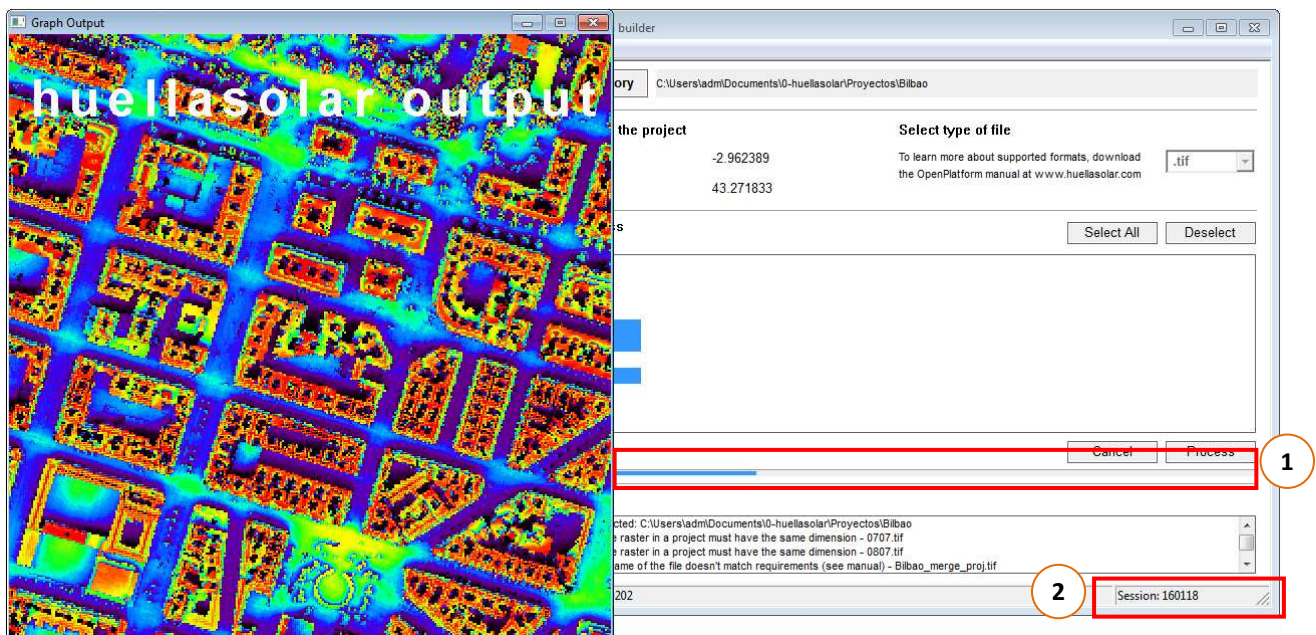 Graph Output
huellasolar output
builder
ory C:\Users\adm\Documents\0-huellasolar\Proyectos\Bilbao
the project
-2.962389
43.271833
Select type of file
To learn more about supported formats, download
the OpenPlatform manual at www.huellasolar.com
.tif
cs
Select All Deselect
Cancel Process
1
cted: C:\Users\adm\Documents\0-huellasolar\Proyectos\Bilbao
e raster in a project must have the same dimension - 0707.tif
e raster in a project must have the same dimension - 0807.tif
ame of the file doesn't match requirements (see manual) - Bilbao_merge_proj.tif
202
2
Session: 160118